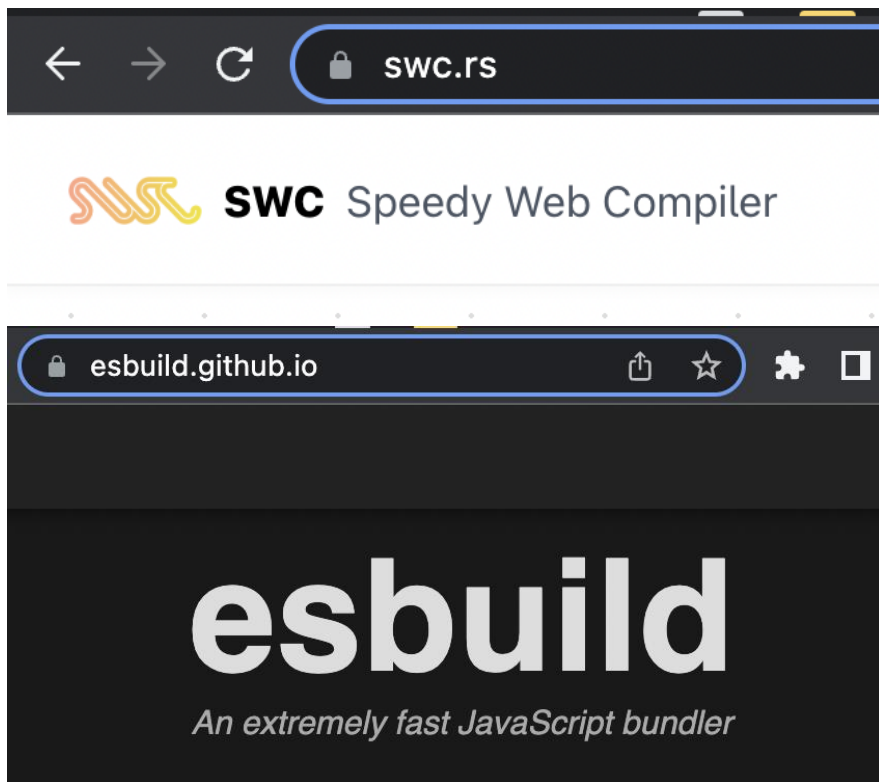 swc.rs
SWC Speedy Web Compiler
esbuild.github.io
esbuild
An extremely fast JavaScript bundler